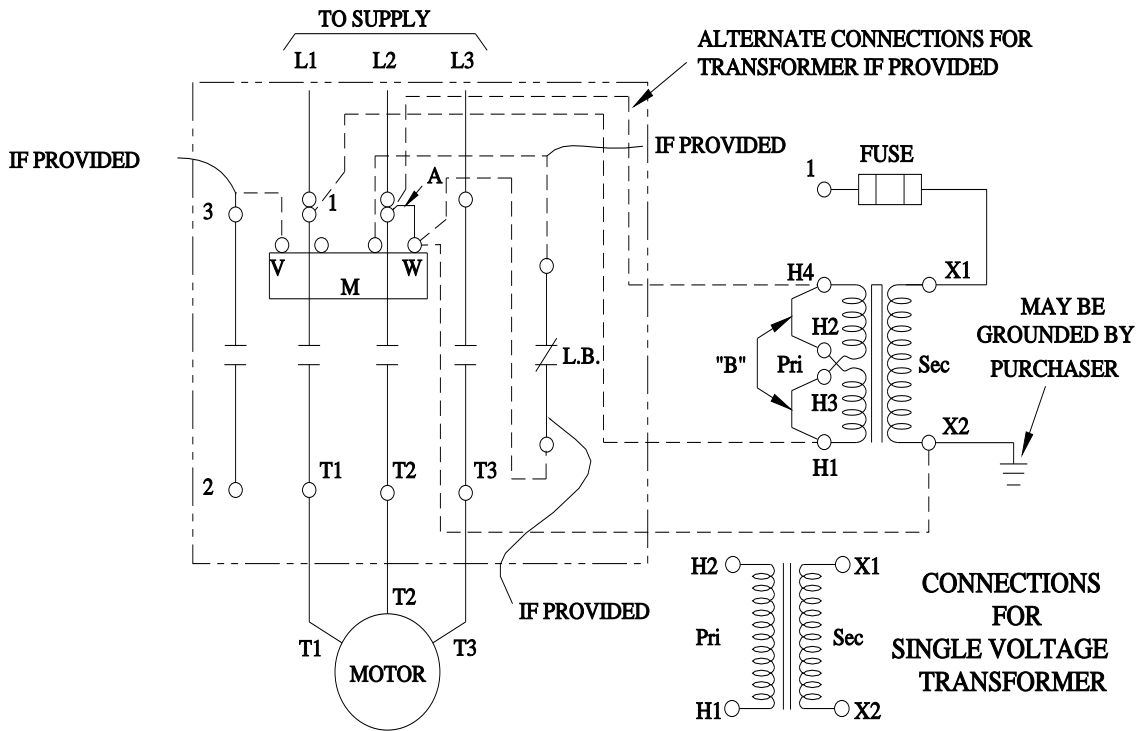 TO SUPPLY
L1 L2 L3
ALTERNATE CONNECTIONS FOR
TRANSFORMER IF PROVIDED
IF PROVIDED
IF PROVIDED
A
1
FUSE
3
1
V
W
M
H4
X1
MAY BE
GROUNDED BY
PURCHASER
H2
L.B.
"B"
Pri
Sec
H3
X2
H1
2
T1
T2
T3
IF PROVIDED
T1
T2
T3
MOTOR
H2
X1
Pri
Sec
H1
X2
CONNECTIONS
FOR
SINGLE VOLTAGE
TRANSFORMER